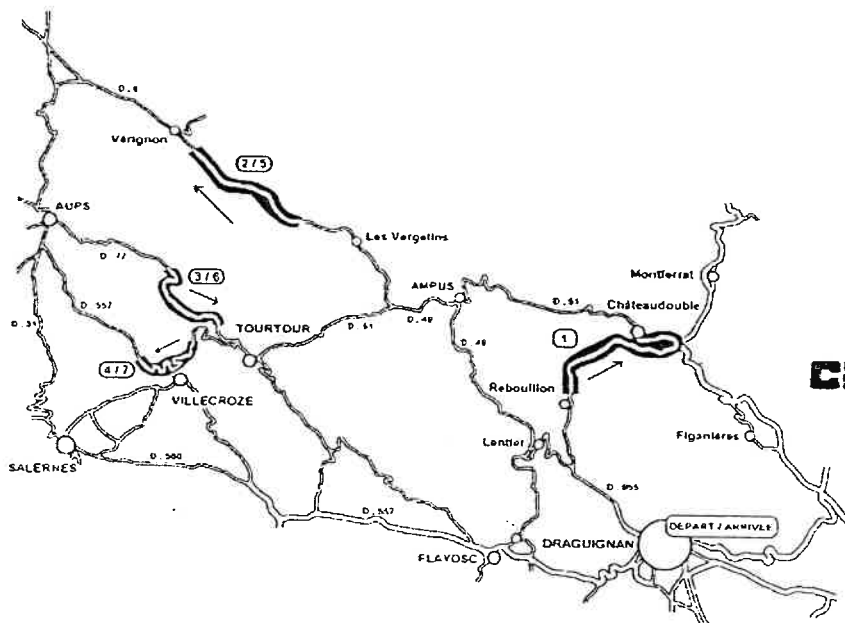 D.9
Vérignon
2 / 5
AUPS
Les Vergelins
D. 77
3 / 6
Montferrat
AMPUS
D. 51
Châteaudouble
D. 557
D. 31
TOURTOUR
D. 51
D. 49
D. 49
1
4 / 7
Rebouillon
VILLECROZE
Lentier
Figanières
SALERNES
D. 560
D. 955
DEPART / ARRIVEE
D. 557
DRAGUIGNAN
FLAYOSC